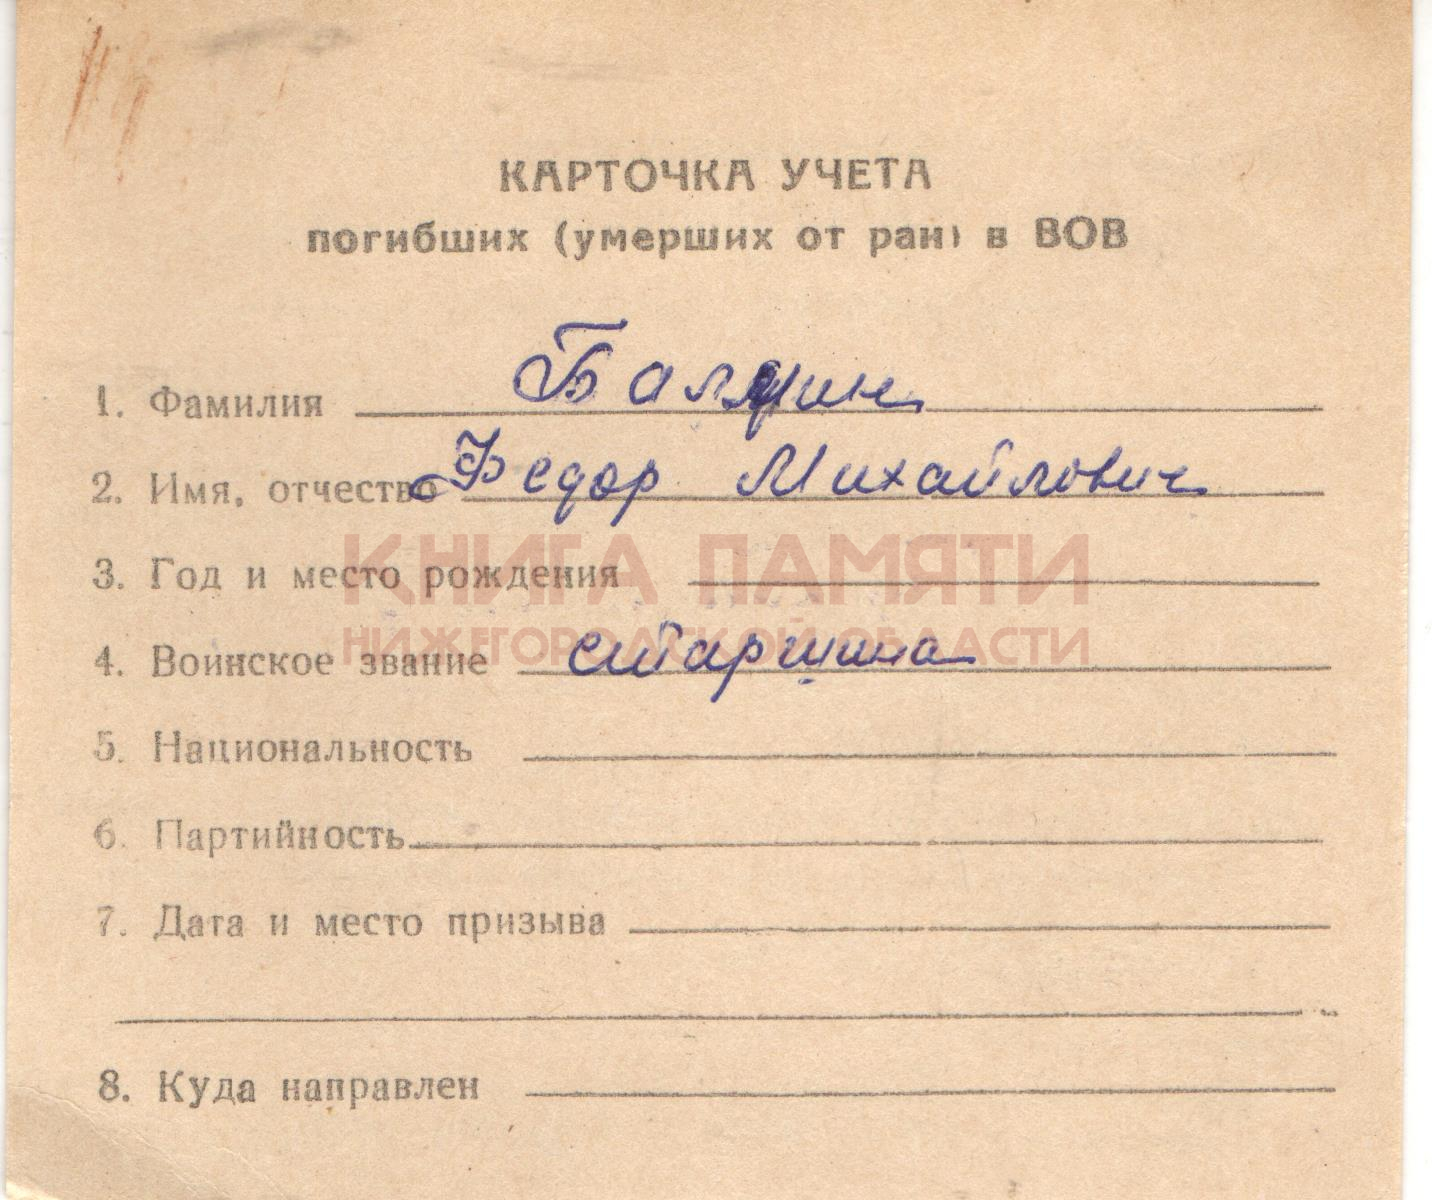 КАРТОЧКА УЧЕТА
погибших (умерших от ран) в ВОВ
1. Фамилия
2. Имя, отчество Федор Михайлович
КНИГА ПАМЯТИ
3. Год и место рождения
НИЖЕГОРОДСКОЙ ОБЛАСТИ
4. Воинское звание старшина
5. Национальность
6. Партийность
7. Дата и место призыва
8. Куда направлен